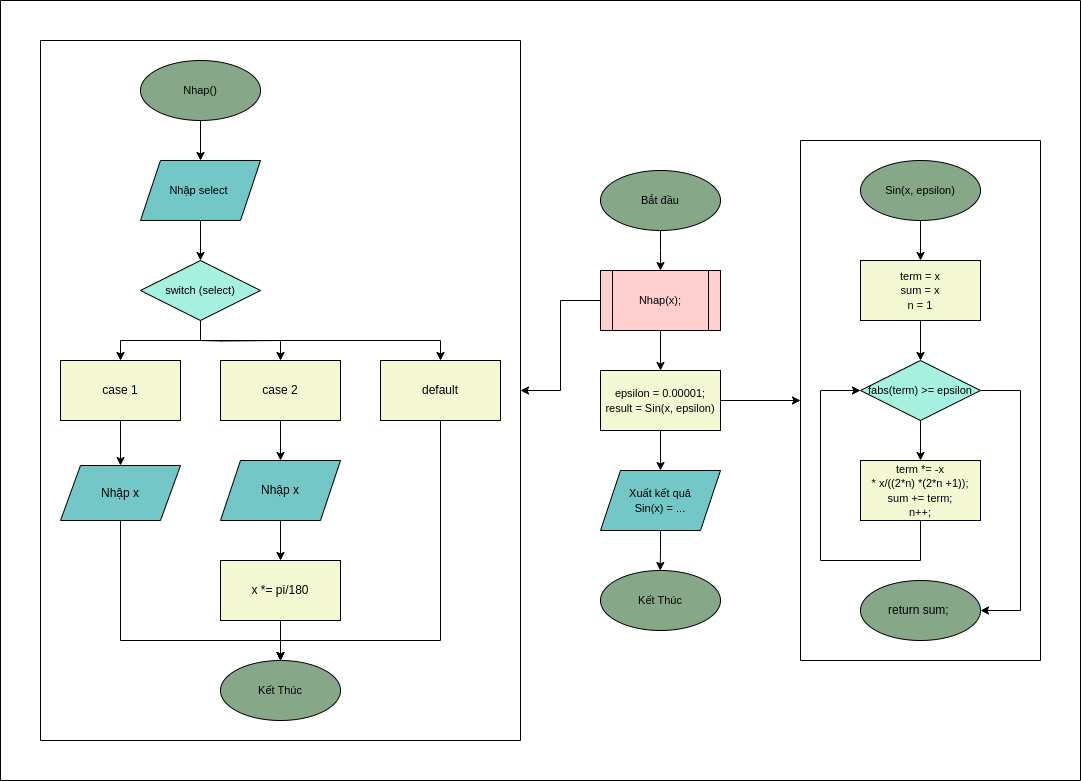 Nhap()
Nhập select
switch (select)
case 1
case 2
default
Nhập x
Nhập x
x *= pi/180
Kết Thúc
Bắt đầu
Nhap(x);
epsilon = 0.00001;
result = Sin(x, epsilon)
Xuất kết quả
Sin(x) = ...
Kết Thúc
Sin(x, epsilon)
term = x
sum = x
n = 1
fabs(term) >= epsilon
term *= -x
* x/((2*n) *(2*n +1));
sum += term;
n++;
return sum;